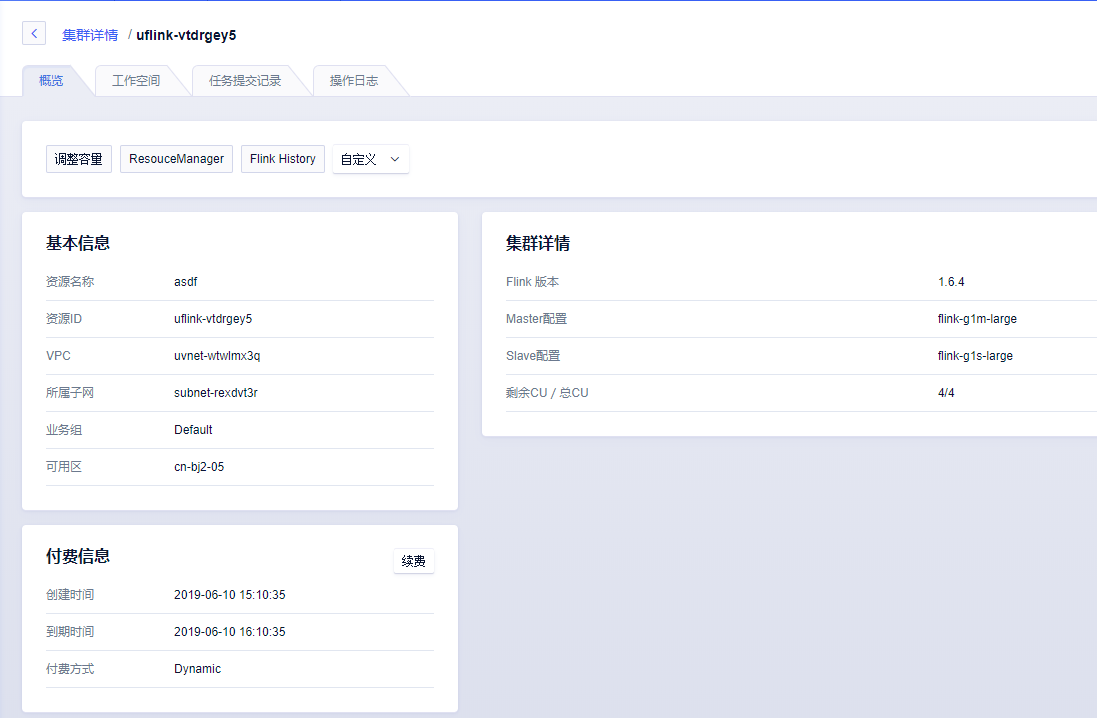 集群详情 / uflink-vtdrgey5
概览 工作空间 任务提交记录 操作日志
调整容量 ResouceManager Flink History 自定义
基本信息
资源名称 asdf
资源ID uflink-vtdrgey5
VPC uvnet-wtwlmx3q
所属子网 subnet-rexdvt3r
业务组 Default
可用区 cn-bj2-05
集群详情
Flink 版本 1.6.4
Master配置 flink-g1m-large
Slave配置 flink-g1s-large
剩余CU / 总CU 4/4
付费信息 续费
创建时间 2019-06-10 15:10:35
到期时间 2019-06-10 16:10:35
付费方式 Dynamic